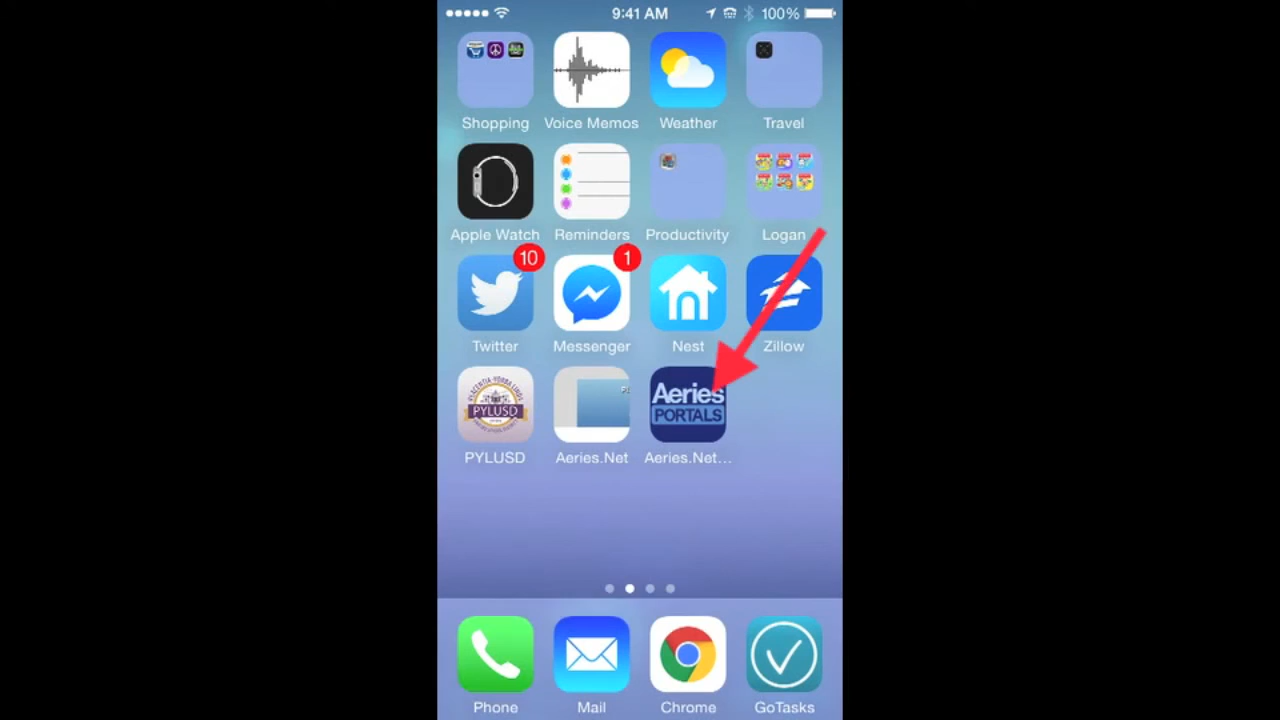 9:41 AM
100%
Shopping
Voice Memos
Weather
Travel
Apple Watch
Reminders
Productivity
Logan
10
1
Twitter
Messenger
Nest
Zillow
PYLUSD
Aeries
PORTALS
PYLUSD
Aeries.Net
Aeries.Net...
Phone
Mail
Chrome
GoTasks